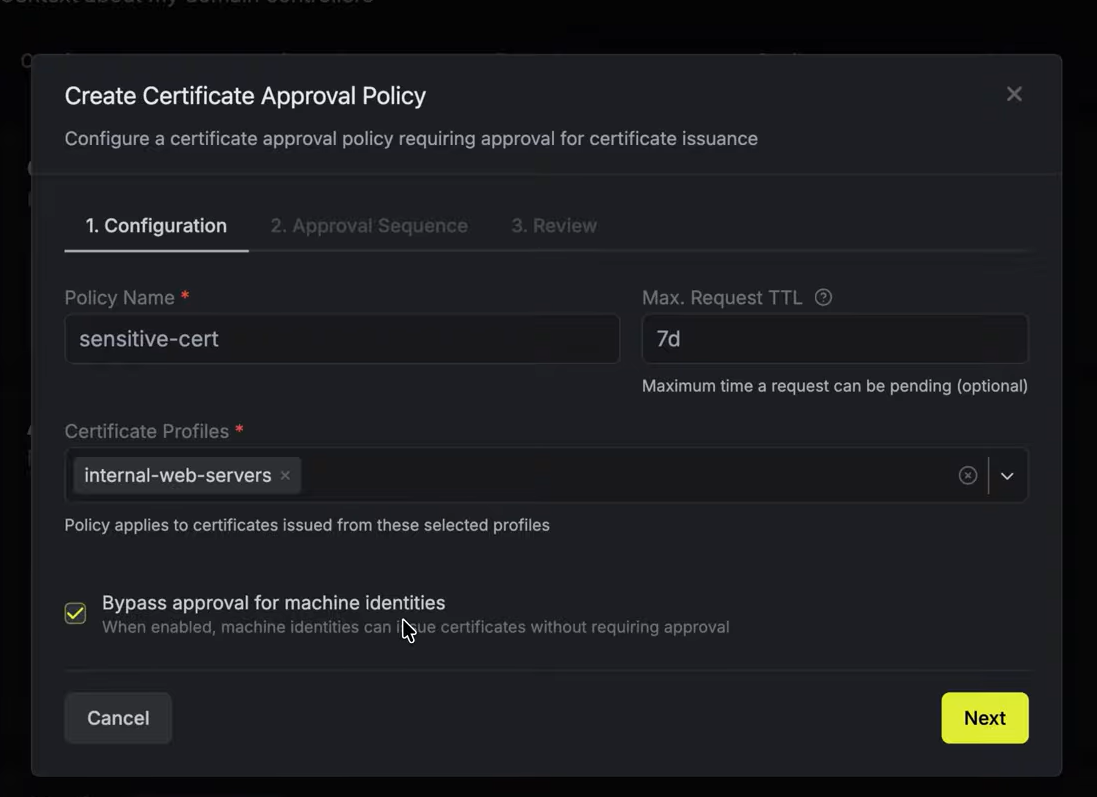 Create Certificate Approval Policy
Configure a certificate approval policy requiring approval for certificate issuance
1. Configuration 2. Approval Sequence 3. Review
Policy Name * Max. Request TTL
sensitive-cert 7d
Maximum time a request can be pending (optional)
Certificate Profiles *
internal-web-servers
Policy applies to certificates issued from these selected profiles
Bypass approval for machine identities
When enabled, machine identities can issue certificates without requiring approval
Cancel Next